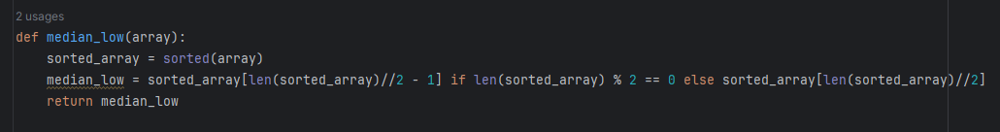 2 usages
def median_low(array):
    sorted_array = sorted(array)
    median_low = sorted_array[len(sorted_array)//2 - 1] if len(sorted_array) % 2 == 0 else sorted_array[len(sorted_array)//2]
    return median_low